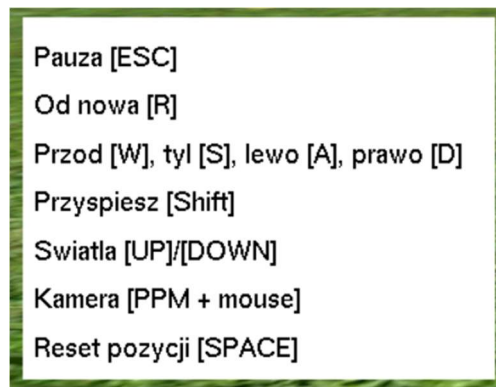 Pauza [ESC]
Od nowa [R]
Przod [W], tyl [S], lewo [A], prawo [D]
Przyspiesz [Shift]
Swiatla [UP]/[DOWN]
Kamera [PPM + mouse]
Reset pozycji [SPACE]